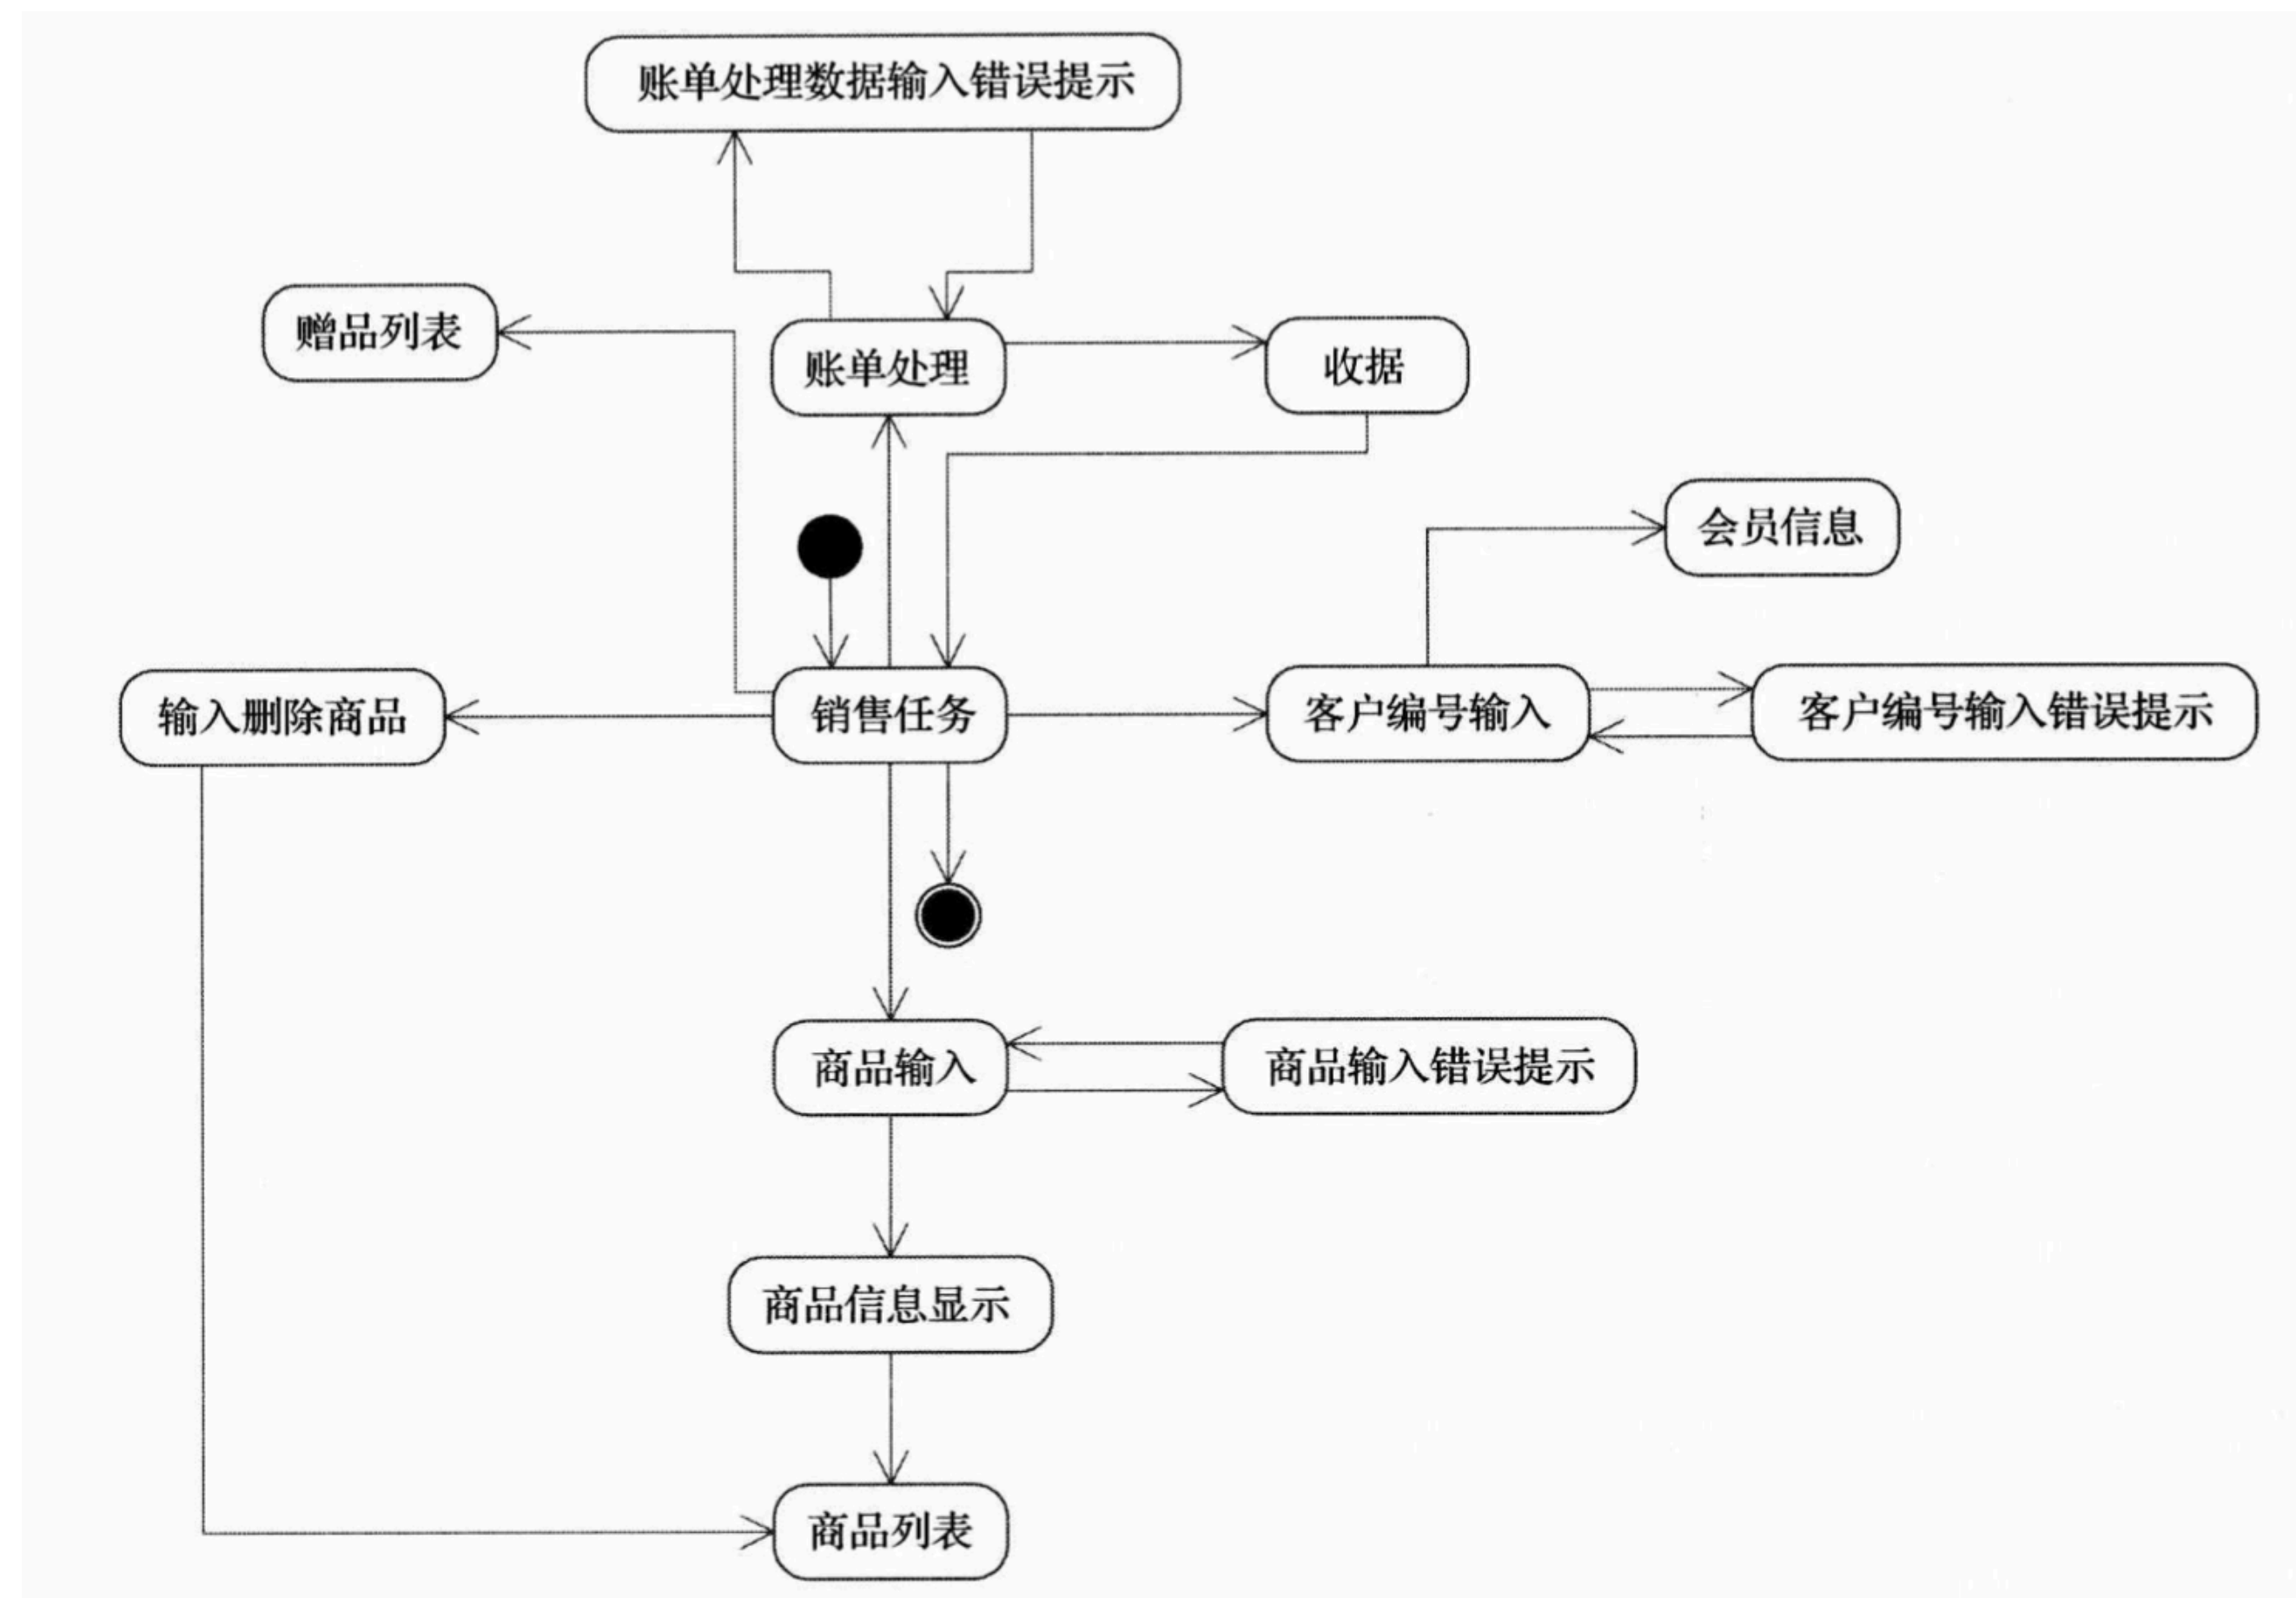 账单处理数据输入错误提示
赠品列表
账单处理
收据
会员信息
输入删除商品
销售任务
客户编号输入
客户编号输入错误提示
商品输入
商品输入错误提示
商品信息显示
商品列表